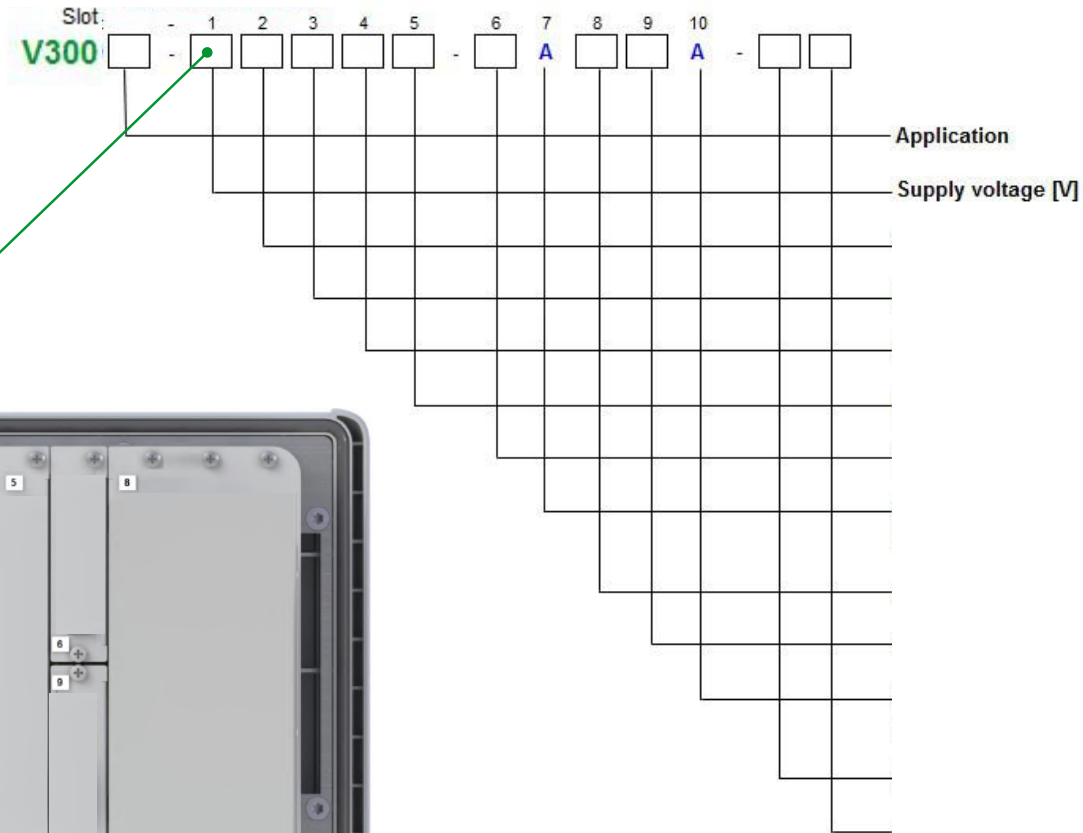 Slot: - 1 2 3 4 5 6 7 8 9 10
V300 - - A A -
Application
Supply voltage [V]
5 8
6
9